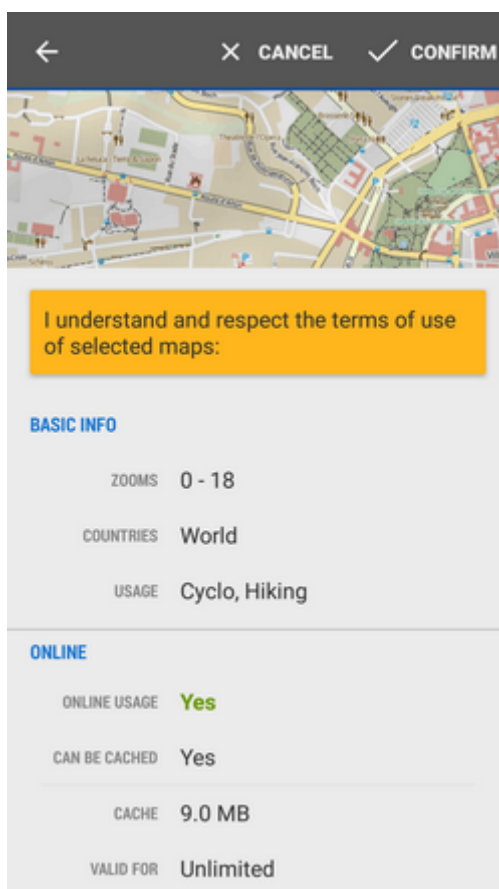 CANCEL CONFIRM
I understand and respect the terms of use
of selected maps:
BASIC INFO
ZOOMS 0 - 18
COUNTRIES World
USAGE Cyclo, Hiking
ONLINE
ONLINE USAGE Yes
CAN BE CACHED Yes
CACHE 9.0 MB
VALID FOR Unlimited